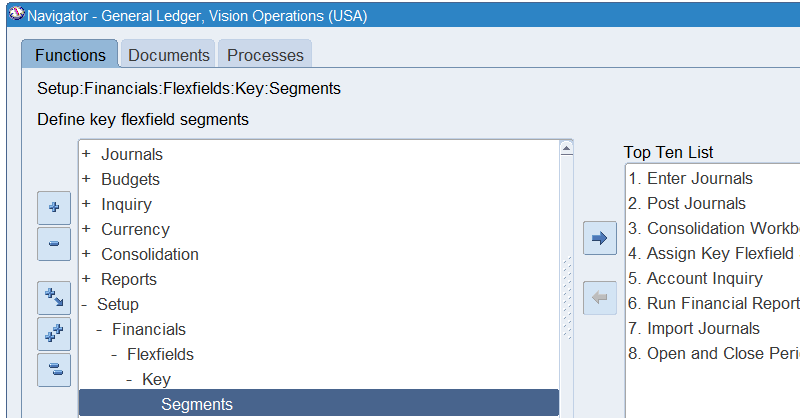 Navigator - General Ledger, Vision Operations (USA)
Functions Documents Processes
Setup:Financials:Flexfields:Key:Segments
Define key flexfield segments
+ Journals
+ Budgets
+ Inquiry
+ Currency
+ Consolidation
+ Reports
- Setup
- Financials
- Flexfields
- Key
Segments
Top Ten List
1. Enter Journals
2. Post Journals
3. Consolidation
4. Assign Key Flexfield
5. Account Inquiry
6. Run Financial Report
7. Import Journals
8. Open and Close